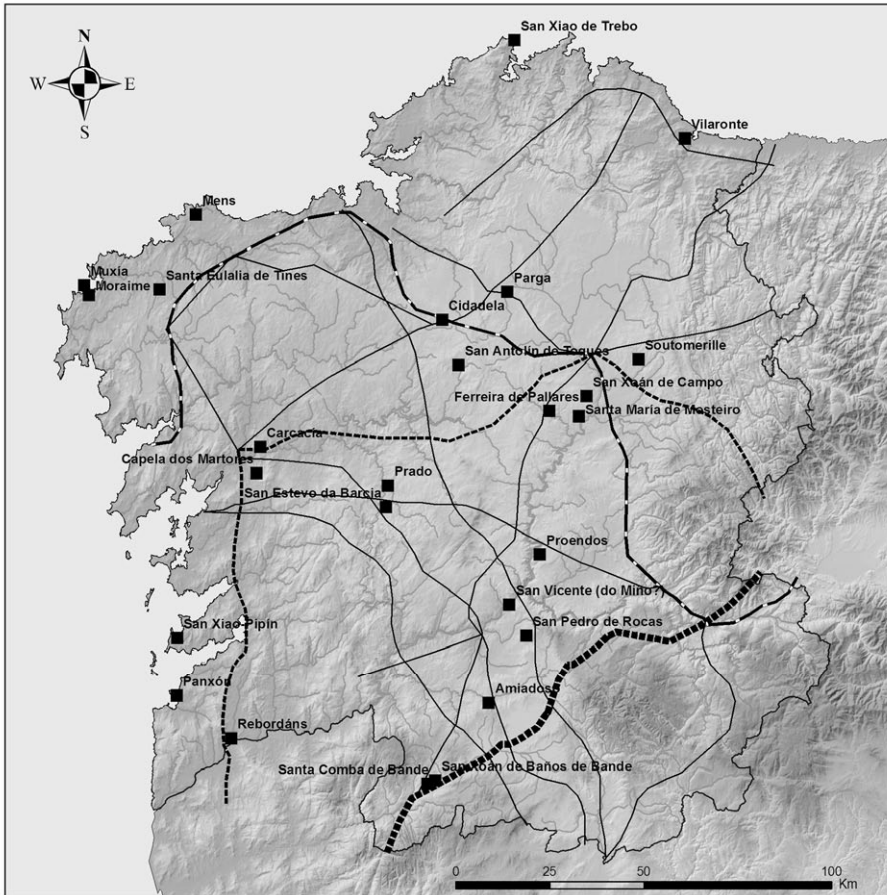 San Xiao de Trebo
N
W E
S
Vilaronte
Mens
Muxía
Moraime
Santa Eulalia de Tines
Parga
Cidadela
San Antolín de Toques
Soutomerille
San Xoán de Campo
Ferreira de Pallares
Santa María de Mosteiro
Carcacía
Capela dos Martores
Prado
San Estevo da Barcia
Proendos
San Vicente (do Miño?)
San Xiao Pipín
San Pedro de Rocas
Panxón
Amiadoso
Rebordáns
Santa Comba de Bande
San Xoán de Baños de Bande
0 25 50 100
Km